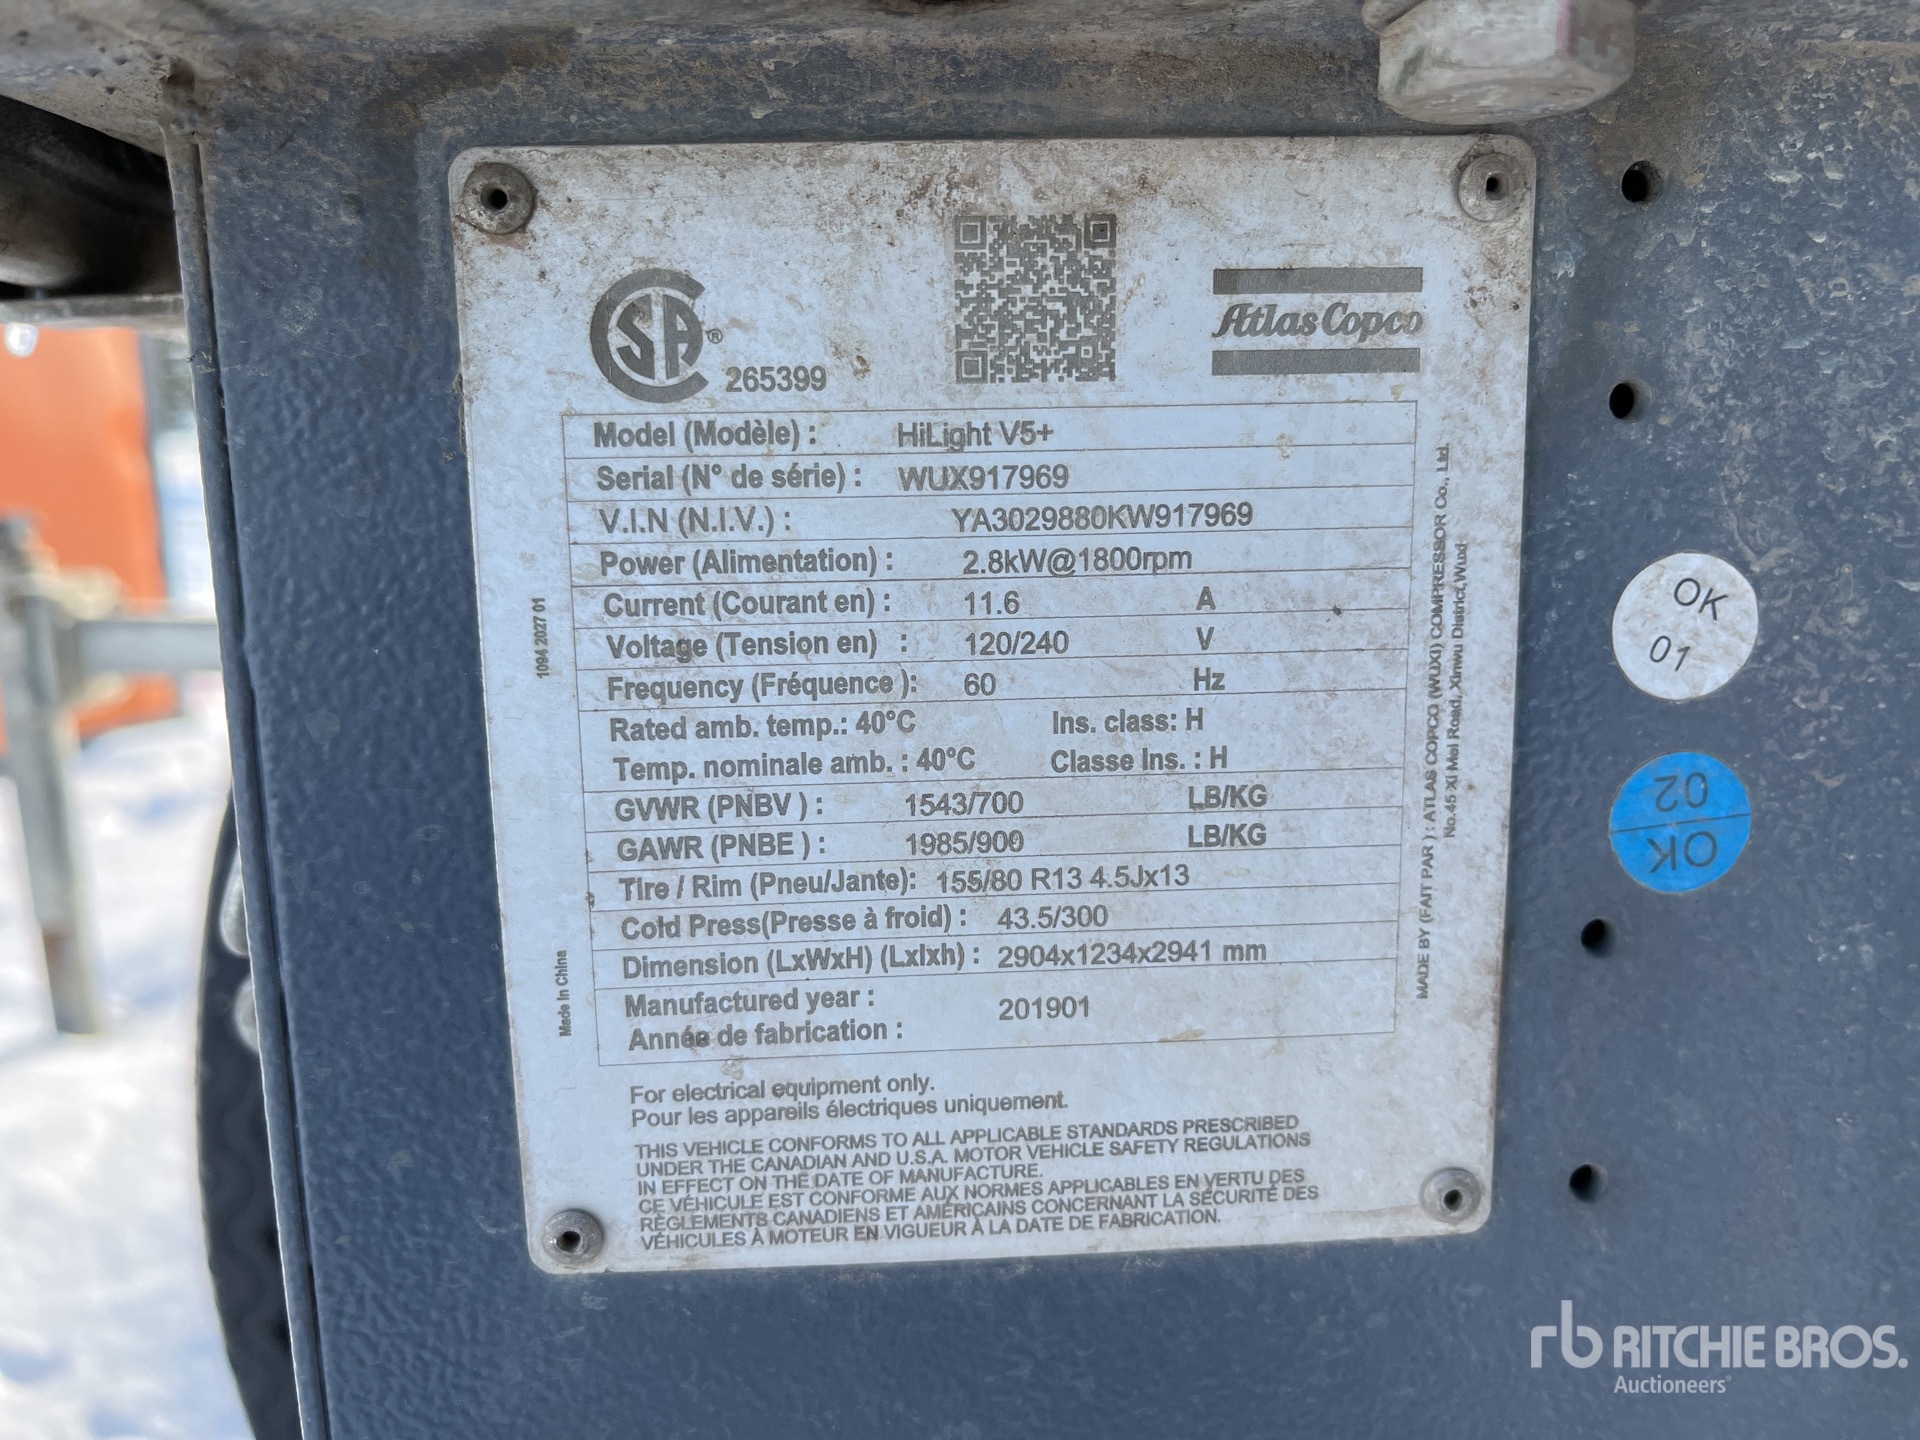 CSA®
265399
Atlas Copco
Model (Modèle) : HiLight V5+
Serial (N° de série) : WUX917969
V.I.N (N.I.V.) : YA3029880KW917969
Power (Alimentation) : 2.8kW@1800rpm
Current (Courant en) : 11.6 A
Voltage (Tension en) : 120/240 V
Frequency (Fréquence ): 60 Hz
Rated amb. temp.: 40°C Ins. class: H
Temp. nominale amb. : 40°C Classe Ins. : H
GVWR (PNBV ) : 1543/700 LB/KG
GAWR (PNBE ) : 1985/900 LB/KG
Tire / Rim (Pneu/Jante): 155/80 R13 4.5Jx13
Cold Press(Presse à froid) : 43.5/300
Dimension (LxWxH) (Lxlxh) : 2904x1234x2941 mm
Manufactured year :
Année de fabrication : 201901
For electrical equipment only.
Pour les appareils électriques uniquement.
THIS VEHICLE CONFORMS TO ALL APPLICABLE STANDARDS PRESCRIBED
UNDER THE CANADIAN AND U.S.A. MOTOR VEHICLE SAFETY REGULATIONS
IN EFFECT ON THE DATE OF MANUFACTURE.
CE VÉHICULE EST CONFORME AUX NORMES APPLICABLES EN VERTU DES
RÈGLEMENTS CANADIENS ET AMÉRICAINS CONCERNANT LA SÉCURITÉ DES
VÉHICULES À MOTEUR EN VIGUEUR À LA DATE DE FABRICATION.
1094 2027 01
Made In China
MADE BY (FAIT PAR ) : ATLAS COPCO (WUXI) COMPRESSOR Co., Ltd.
No.45 Xi Mei Road, Xinwu District, Wuxi
OK
01
OK
02
rb RITCHIE BROS.
Auctioneers